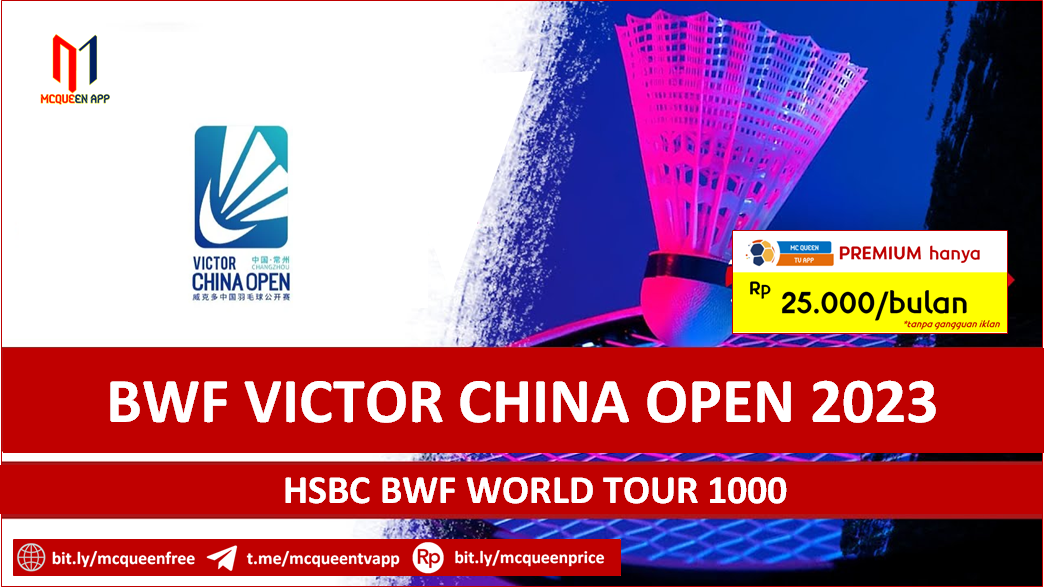 MCQUEEN APP
VICTOR
中国·常州
CHANGZHOU
CHINA OPEN
威克多中国羽毛球公开赛
MC QUEEN
TV APP
PREMIUM hanya
Rp 25.000/bulan
*tanpa gangguan iklan
BWF VICTOR CHINA OPEN 2023
HSBC BWF WORLD TOUR 1000
bit.ly/mcqueenfree t.me/mcqueentvapp Rp bit.ly/mcqueenprice